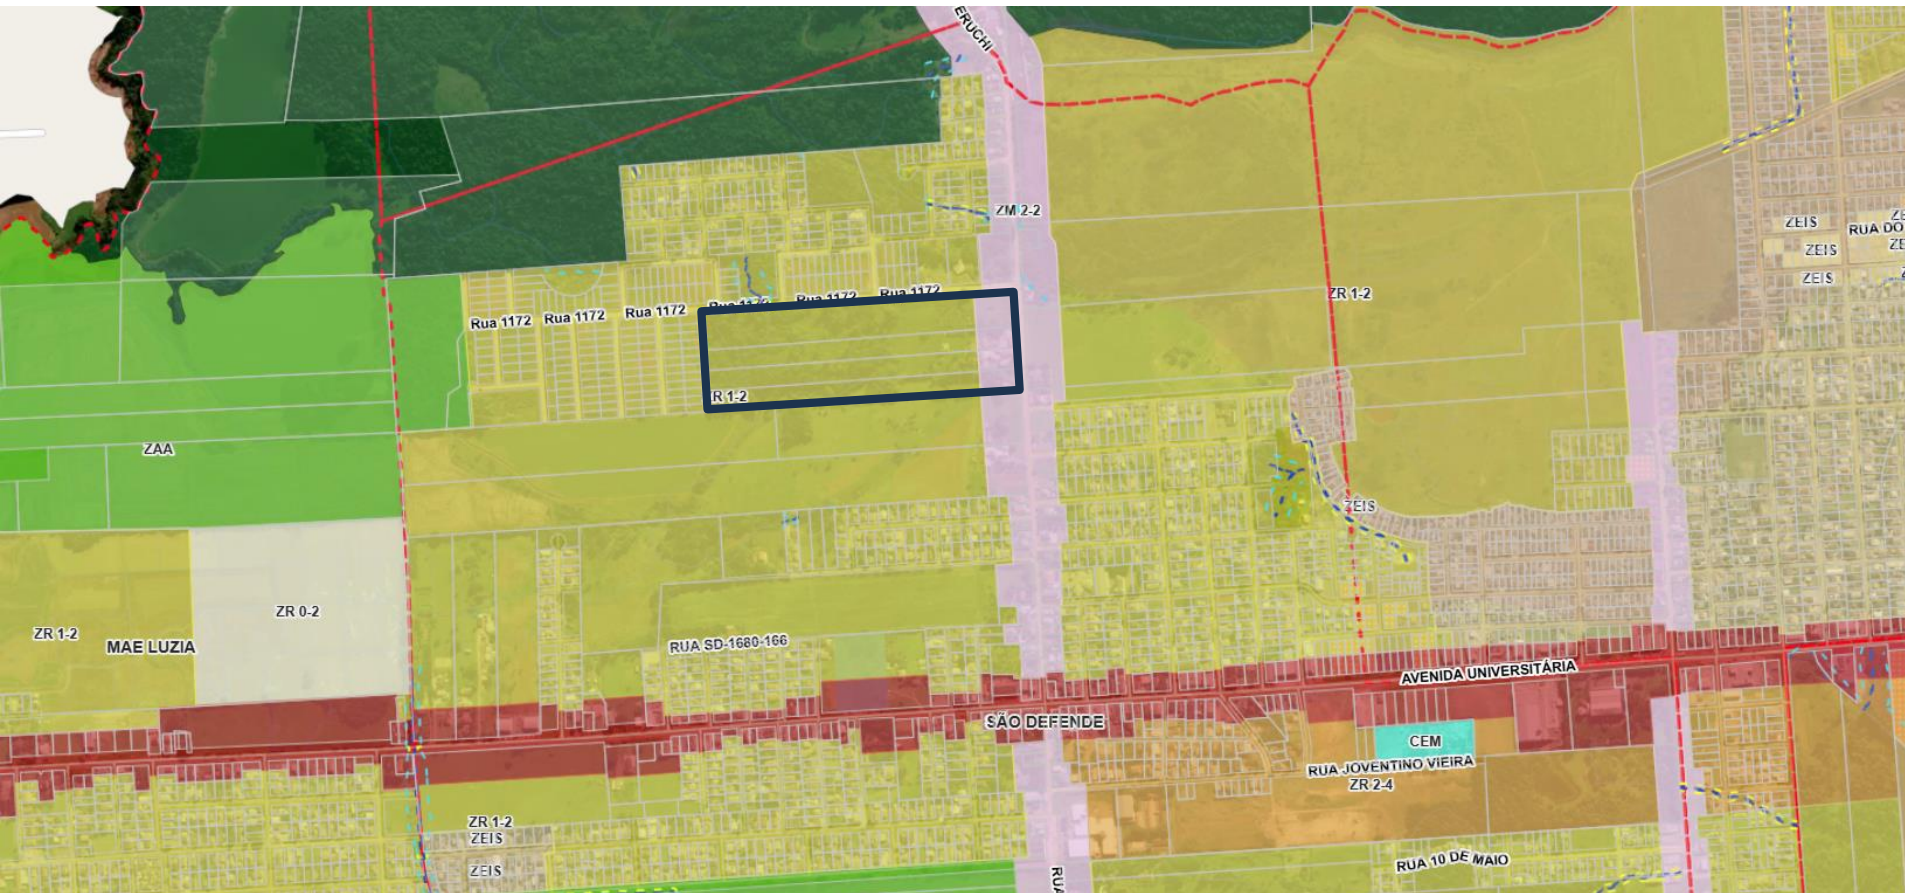 ERUCHI
ZM 2-2
ZEIS
RUA DO
ZEIS
ZEIS
ZR 1-2
Rua 1172
Rua 1172
Rua 1172
Rua 1172
Rua 1172
ZR 1-2
ZAA
ZEIS
ZR 0-2
ZR 1-2
MAE LUZIA
RUA SD-1680-166
AVENIDA UNIVERSITÁRIA
SÃO DEFENDE
CEM
RUA JOVENTINO VIEIRA
ZR 2-4
ZR 1-2
ZEIS
ZEIS
RUA 10 DE MAIO
RUA